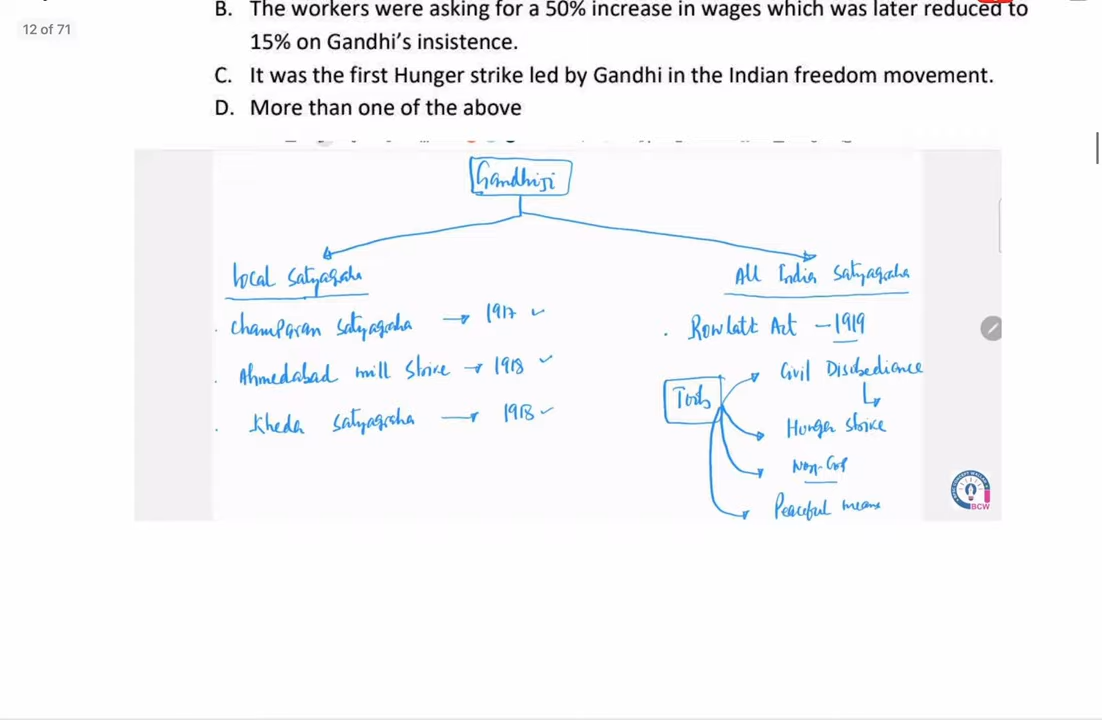 B. The workers were asking for a 50% increase in wages which was later reduced to
12 of 71
15% on Gandhi's insistence.
C. It was the first Hunger strike led by Gandhi in the Indian freedom movement.
D. More than one of the above
Gandhiji
Local Satyagraha
All India Satyagraha
Champaran Satyagraha → 1917 ✓
Rowlatt Act - 1919
Ahmedabad mill Strike → 1918 ✓
Civil Disobedience
Tools
Kheda Satyagraha → 1918 ✓
Hunger Strike
Non-Cop
Peaceful means
BCW